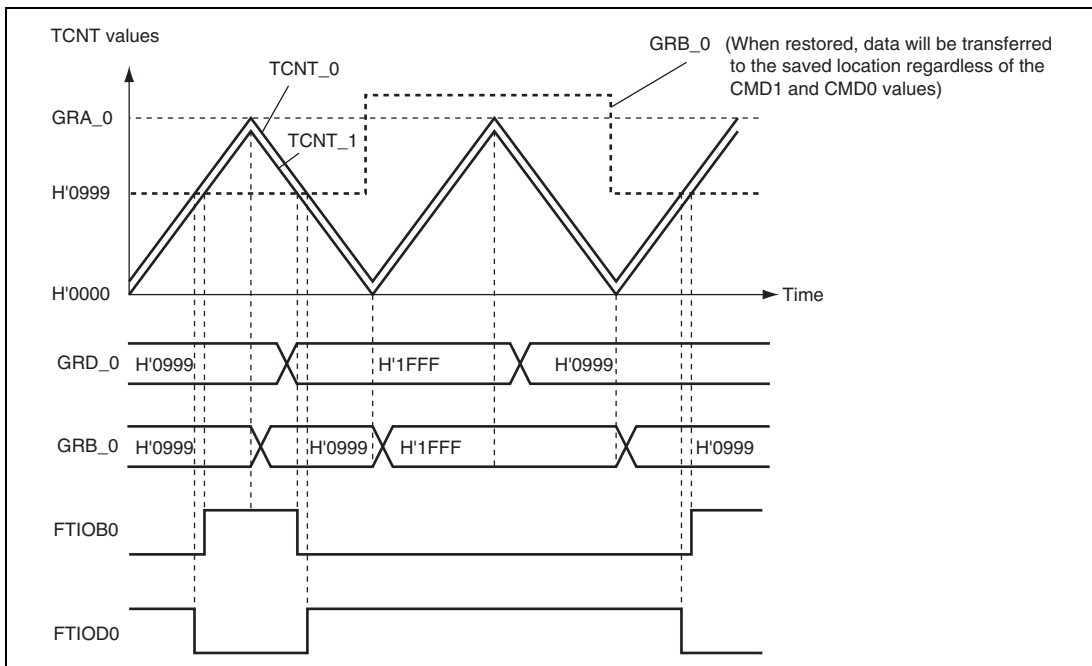 TCNT values
GRB_0 (When restored, data will be transferred
to the saved location regardless of the
CMD1 and CMD0 values)
TCNT_0
GRA_0
TCNT_1
H'0999
H'0000
Time
GRD_0 H'0999 H'1FFF H'0999
GRB_0 H'0999 H'0999 H'1FFF H'0999
FTIOB0
FTIOD0